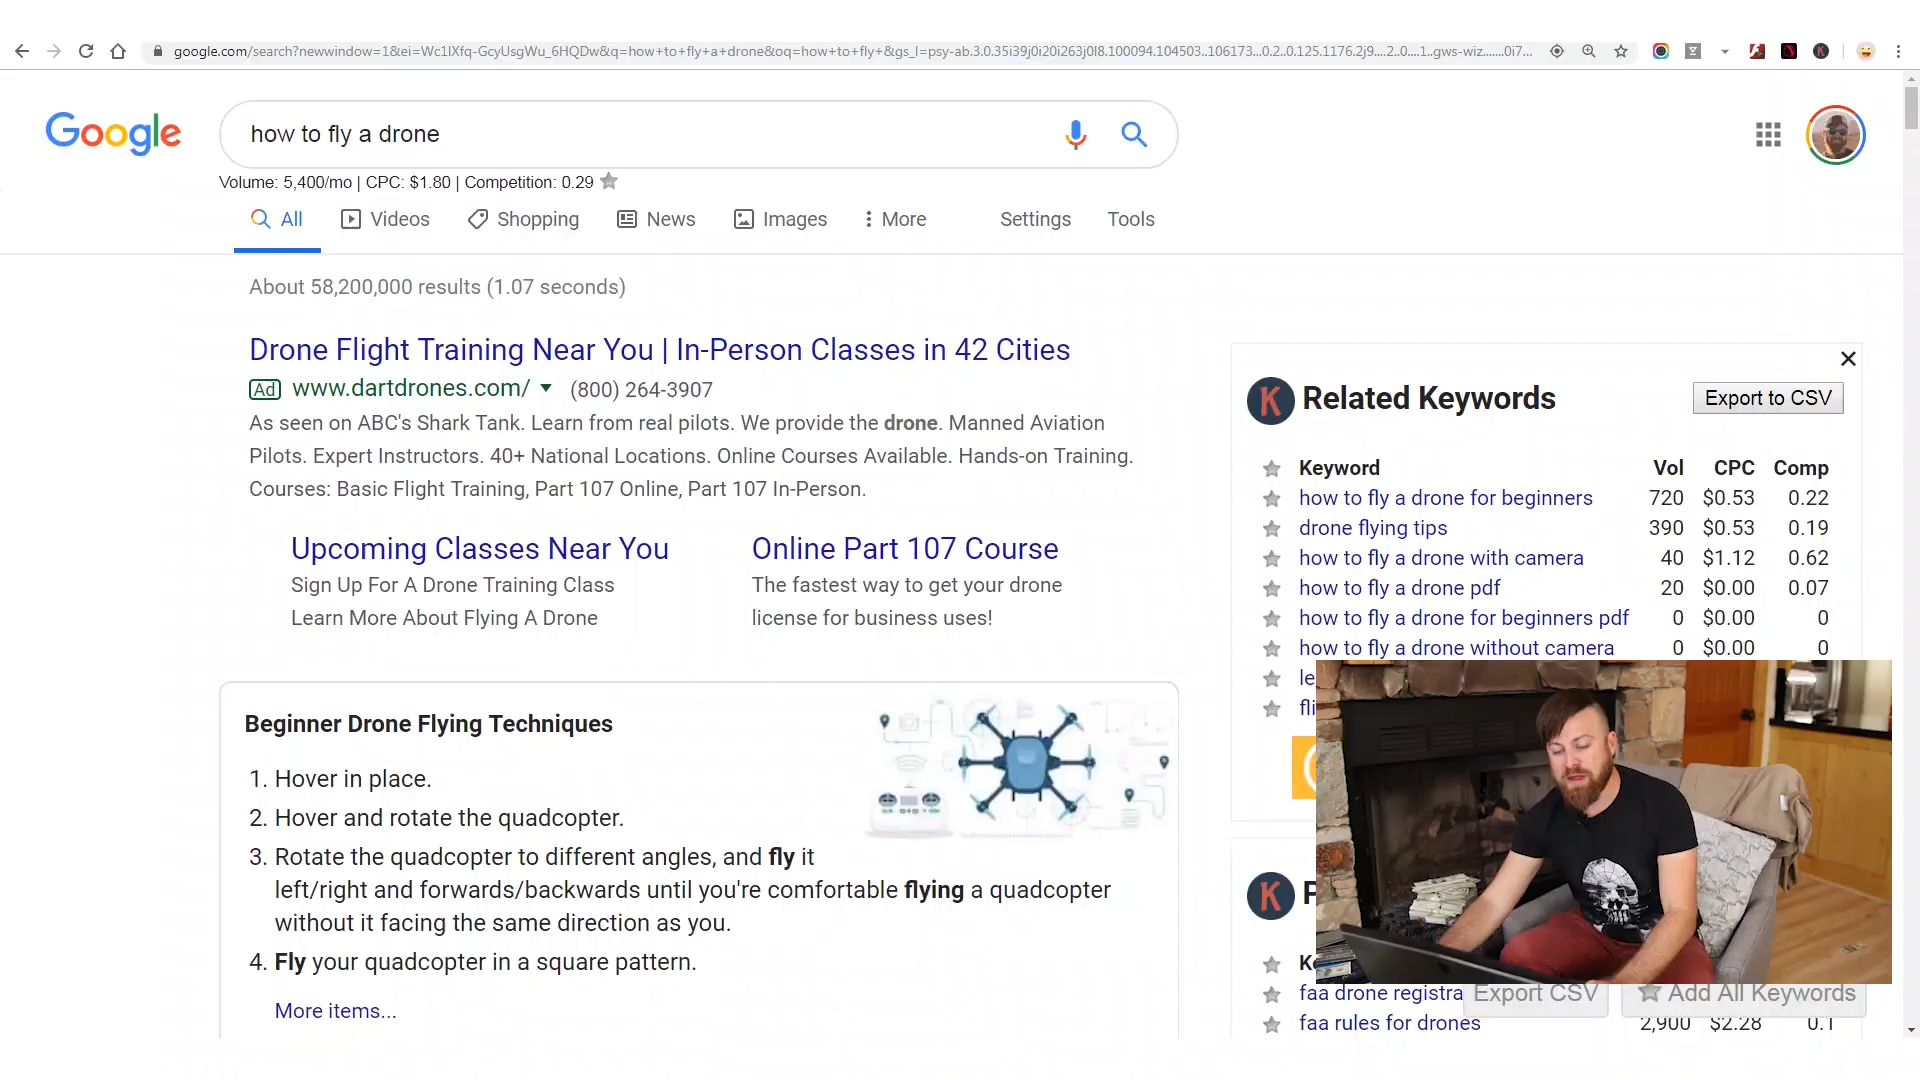 google.com/search?newwindow=1&ei=Wc1lXfq-GcyUsgWu_6HQDw&q=how+to+fly+a+drone&oq=how+to+fly+&gs_l=psy-ab.3.0.35i39j0i20i263j0l8.100094.104503..106173...0.2..0.125.1176.2j9....2..0....1..gws-wiz.......0i7...
Google
how to fly a drone
Volume: 5,400/mo | CPC: $1.80 | Competition: 0.29
All Videos Shopping News Images More Settings Tools
About 58,200,000 results (1.07 seconds)
Drone Flight Training Near You | In-Person Classes in 42 Cities
Ad www.dartdrones.com/ (800) 264-3907
As seen on ABC's Shark Tank. Learn from real pilots. We provide the drone. Manned Aviation
Pilots. Expert Instructors. 40+ National Locations. Online Courses Available. Hands-on Training.
Courses: Basic Flight Training, Part 107 Online, Part 107 In-Person.
Upcoming Classes Near You
Sign Up For A Drone Training Class
Learn More About Flying A Drone
Online Part 107 Course
The fastest way to get your drone
license for business uses!
Beginner Drone Flying Techniques
1. Hover in place.
2. Hover and rotate the quadcopter.
3. Rotate the quadcopter to different angles, and fly it
left/right and forwards/backwards until you're comfortable flying a quadcopter
without it facing the same direction as you.
4. Fly your quadcopter in a square pattern.
More items...
K Related Keywords Export to CSV
Keyword Vol CPC Comp
how to fly a drone for beginners 720 $0.53 0.22
drone flying tips 390 $0.53 0.19
how to fly a drone with camera 40 $1.12 0.62
how to fly a drone pdf 20 $0.00 0.07
how to fly a drone for beginners pdf 0 $0.00 0
how to fly a drone without camera 0 $0.00 0
le
fli
K P
Ke
faa drone registra
Export CSV Add All Keywords
faa rules for drones 2,900 $2.28 0.1